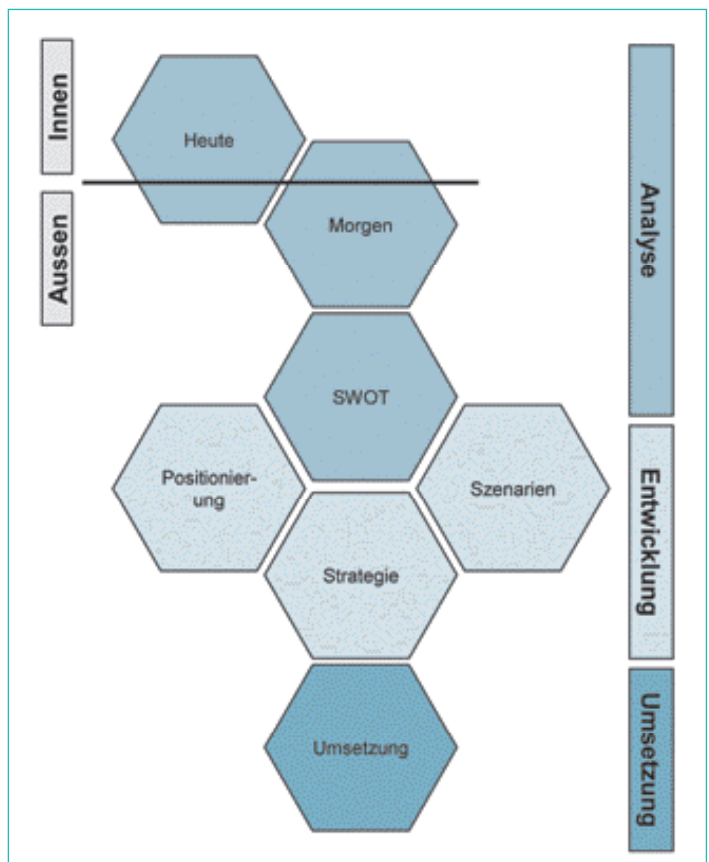 Innen
Aussen
Heute
Morgen
SWOT
Positionier-
ung
Szenarien
Strategie
Umsetzung
Analyse
Entwicklung
Umsetzung